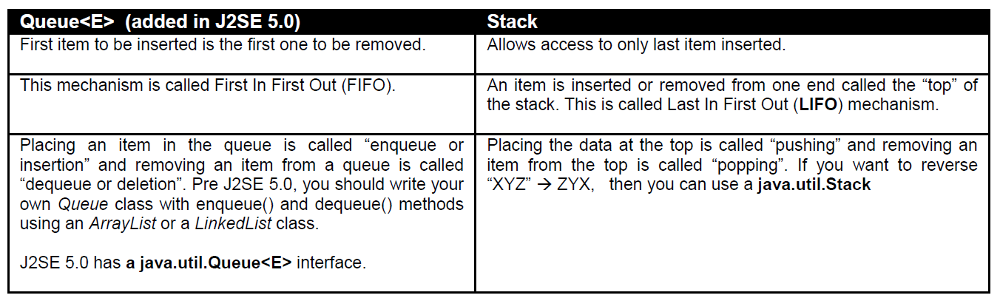 Queue<E> (added in J2SE 5.0)
Stack
First item to be inserted is the first one to be removed.
Allows access to only last item inserted.
This mechanism is called First In First Out (FIFO).
An item is inserted or removed from one end called the “top” of
the stack. This is called Last In First Out (LIFO) mechanism.
Placing an item in the queue is called “enqueue or
insertion” and removing an item from a queue is called
“dequeue or deletion”. Pre J2SE 5.0, you should write your
own Queue class with enqueue() and dequeue() methods
using an ArrayList or a LinkedList class.
J2SE 5.0 has a java.util.Queue<E> interface.
Placing the data at the top is called “pushing” and removing an
item from the top is called “popping”. If you want to reverse
“XYZ” → ZYX, then you can use a java.util.Stack